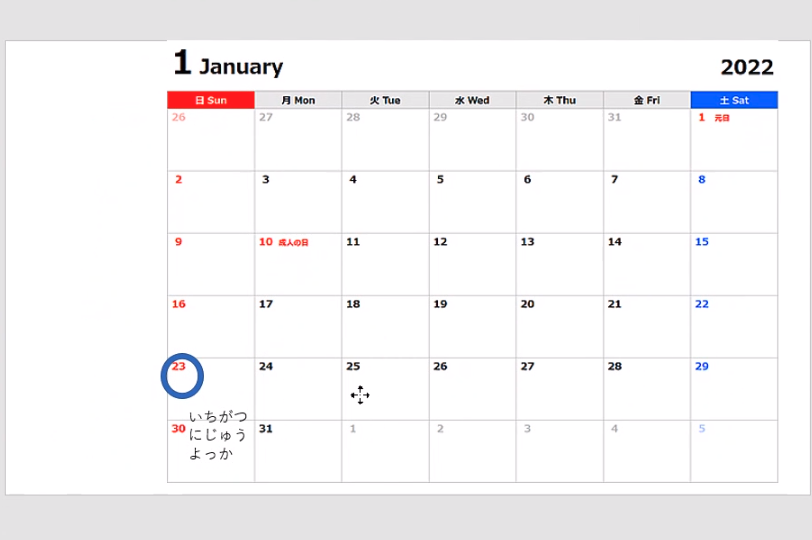 1 January 2022
日 Sun 月 Mon 火 Tue 水 Wed 木 Thu 金 Fri 土 Sat
26 27 28 29 30 31 1 元日
2 3 4 5 6 7 8
9 10 成人の日 11 12 13 14 15
16 17 18 19 20 21 22
23 24 25 26 27 28 29
30 31 1 2 3 4 5
いちがつ
にじゅう
よっか